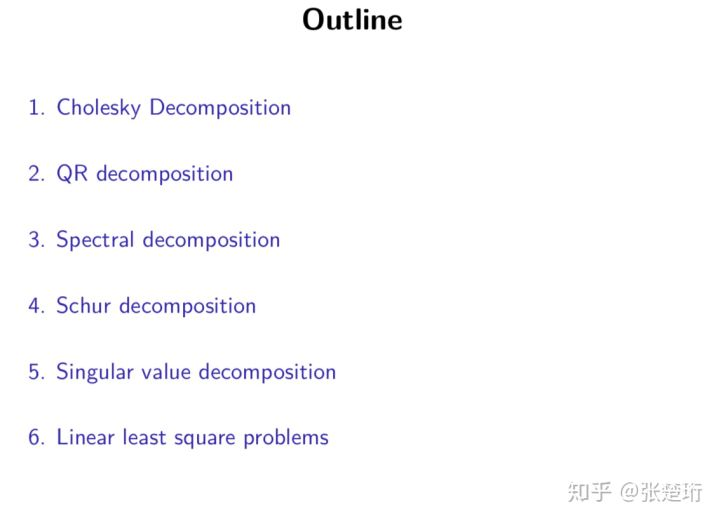 Outline
1. Cholesky Decomposition
2. QR decomposition
3. Spectral decomposition
4. Schur decomposition
5. Singular value decomposition
6. Linear least square problems
知乎 @张楚珩